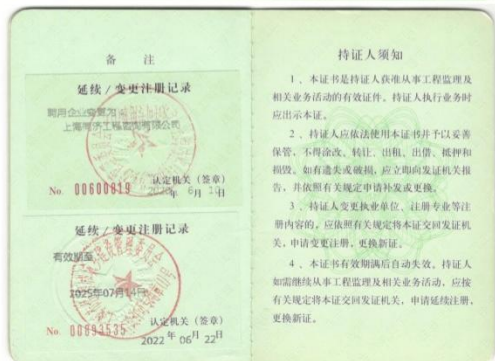 备 注
延续/变更注册记录
聘用企业变更为
认定机关（签章）
No. 00600819
延续/变更注册记录
有效期至
2025年07月14日
认定机关（签章）
No. 00893535
2022 年 06 月 22日
持证人须知
1、本证书是持证人获准从事工程监理及
相关业务活动的有效证件。持证人执行业务时
应出示本证。
2、持证人应依法使用本证书并予以妥善
保管，不得涂改、转让、出租、出借、抵押和
损毁。如有遗失或破损，应立即向发证机关报
告，并依照有关规定申请补发或更换。
3、持证人变更执业单位、注册专业等注
册内容的，应依照有关规定将本证交回发证机
关，申请变更注册，更换新证。
4、本证书有效期满后自动失效。持证人
如需继续从事工程监理及相关业务活动，应按
有关规定将本证交回发证机关，申请延续注册，
更换新证。